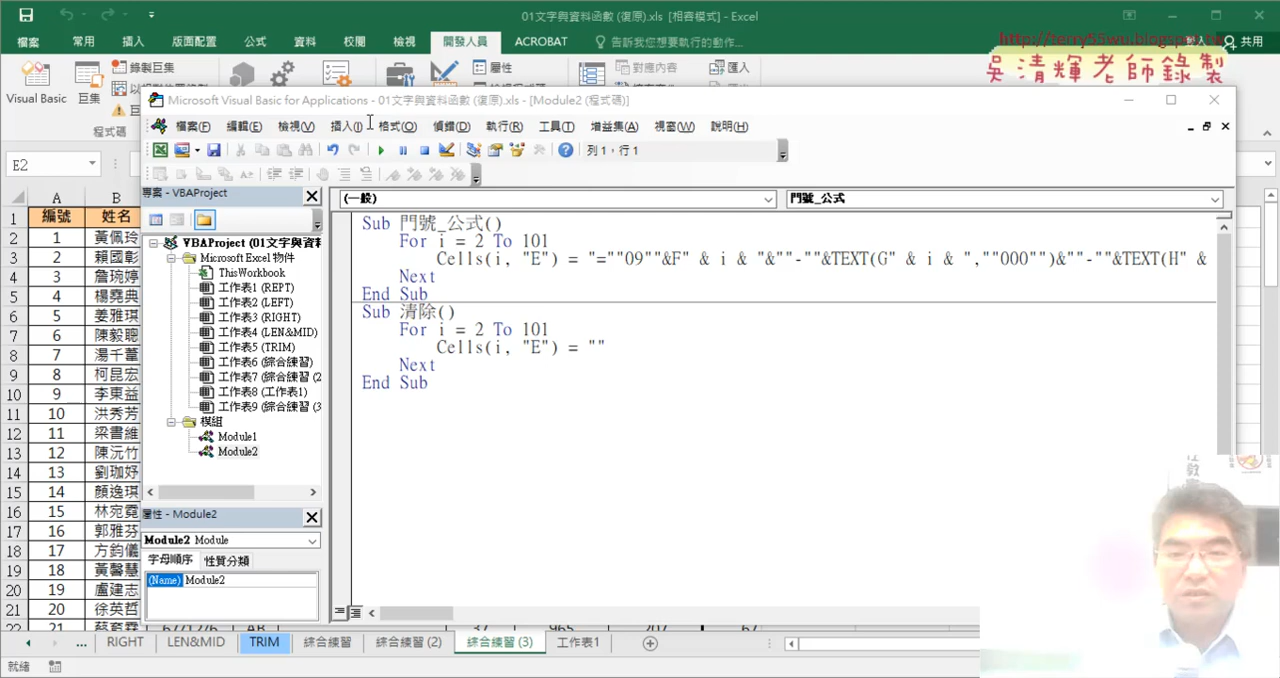 01文字與資料函數 (復原).xls [相容模式] - Excel
http://terry55wu.blogspot.tw
檔案 常用 插入 版面配置 公式 資料 校閱 檢視 開發人員 ACROBAT 告訴我您想要執行的動作... 共用
吳清輝老師錄製
Visual Basic 巨集 錄製巨集 屬性 對應內容 匯入
程式碼
Microsoft Visual Basic for Applications - 01文字與資料函數 (復原).xls - [Module2 (程式碼)]
檔案(F) 編輯(E) 檢視(V) 插入(I) 格式(O) 偵錯(D) 執行(R) 工具(T) 增益集(A) 視窗(W) 說明(H)
列 1，行 1
E2
專案 - VBAProject
(一般) 門號_公式
VBAProject (01文字與資料
Microsoft Excel 物件
ThisWorkbook
工作表1 (REPT)
工作表2 (LEFT)
工作表3 (RIGHT)
工作表4 (LEN&MID)
工作表5 (TRIM)
工作表6 (綜合練習)
工作表7 (綜合練習 (2
工作表8 (工作表1)
工作表9 (綜合練習 (3
模組
Module1
Module2
屬性 - Module2
Module2 Module
字母順序 性質分類
(Name) Module2
Sub 門號_公式()
For i = 2 To 101
Cells(i, "E") = "=""09""&F" & i & "&""-""&TEXT(G" & i & ",""000"")&""-""&TEXT(H" &
Next
End Sub
Sub 清除()
For i = 2 To 101
Cells(i, "E") = ""
Next
End Sub
A B
1 編號 姓名
2 1 黃佩玲
3 2 賴國彰
4 3 詹琬婷
5 4 楊堯典
6 5 姜雅琪
7 6 陳毅聰
8 7 湯千蕙
9 8 柯昆宏
10 9 李東益
11 10 洪秀芳
12 11 梁書維
13 12 陳沅竹
14 13 劉珈妤
15 14 顏逸琪
16 15 林宛霓
17 16 郭雅芬
18 17 方鈞儀
19 18 黃馨慧
20 19 盧建志
21 20 徐英哲
22 21
... RIGHT LEN&MID TRIM 綜合練習 綜合練習 (2) 綜合練習 (3) 工作表1
就緒